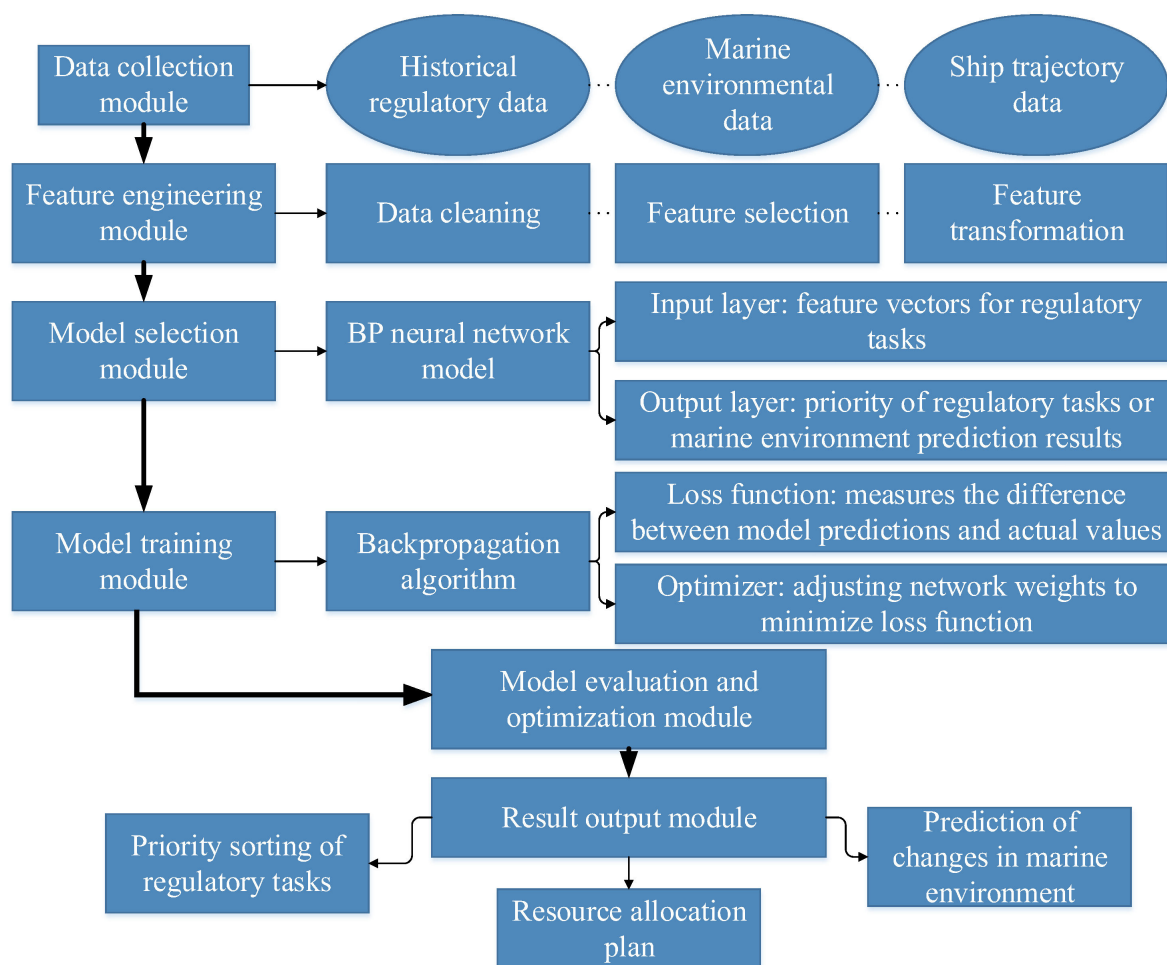 Data collection
module
Historical
regulatory data
Marine
environmental
data
Ship trajectory
data
Feature engineering
module
Data cleaning
Feature selection
Feature
transformation
Model selection
module
BP neural network
model
Input layer: feature vectors for regulatory
tasks
Output layer: priority of regulatory tasks or
marine environment prediction results
Model training
module
Backpropagation
algorithm
Loss function: measures the difference
between model predictions and actual values
Optimizer: adjusting network weights to
minimize loss function
Model evaluation and
optimization module
Result output module
Priority sorting of
regulatory tasks
Resource allocation
plan
Prediction of
changes in marine
environment